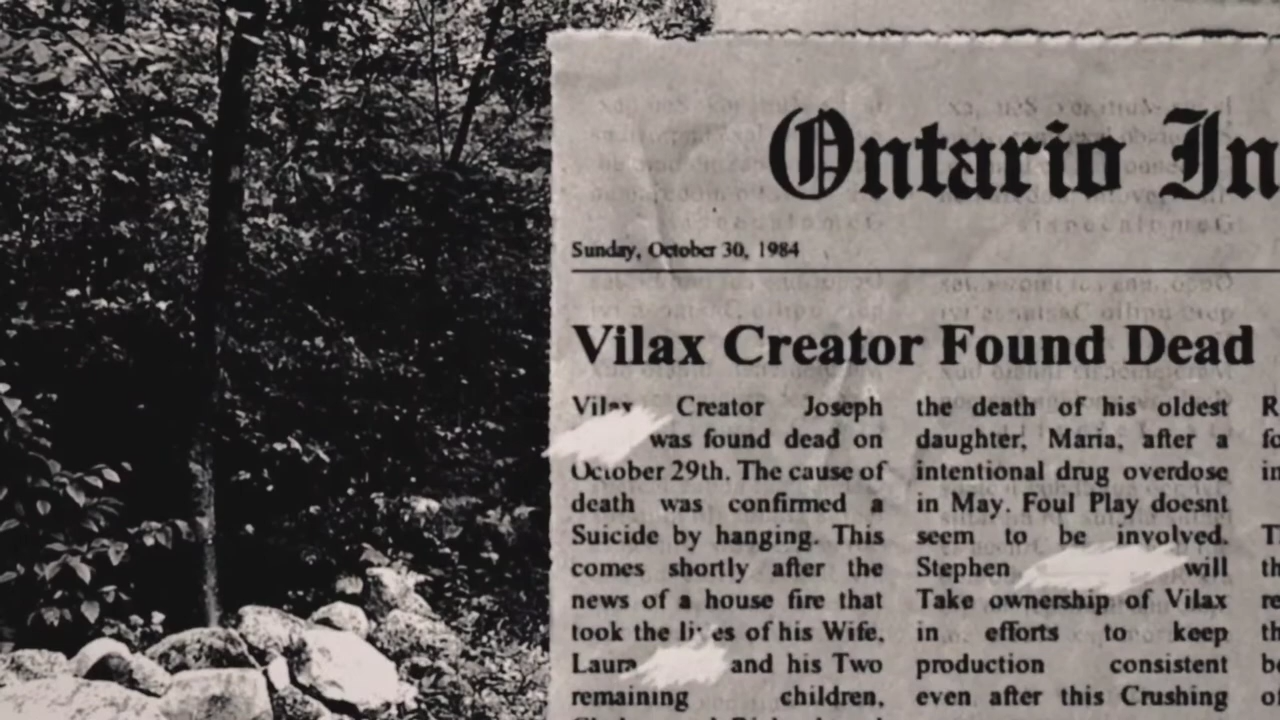 Ontario In
Sunday, October 30, 1984
Vilax Creator Found Dead
Vilax Creator Joseph
was found dead on
October 29th. The cause of
death was confirmed a
Suicide by hanging. This
comes shortly after the
news of a house fire that
took the lives of his Wife,
Laura and his Two
remaining children,
the death of his oldest
daughter, Maria, after a
intentional drug overdose
in May. Foul Play doesnt
seem to be involved.
Stephen will
Take ownership of Vilax
in efforts to keep
production consistent
even after this Crushing